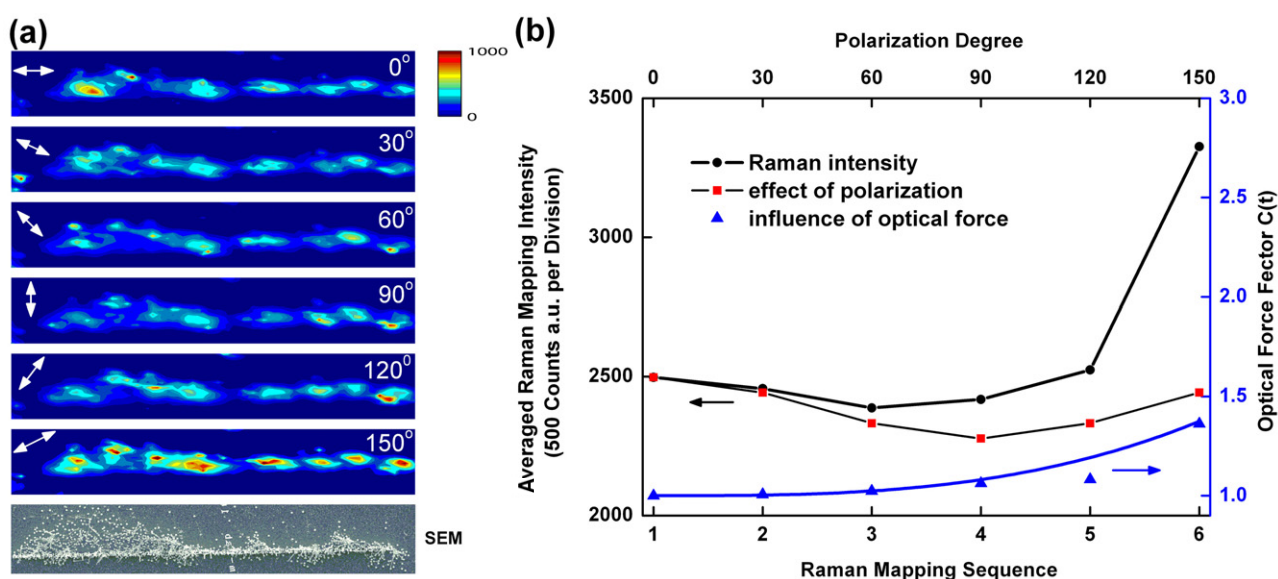 (a)
1000
0
0°
30°
60°
90°
120⁰
150°
SEM
(b)
Polarization Degree
0 30 60 90 120 150
3500
3000
2500
2000
Averaged Raman Mapping Intensity
(500 Counts a.u. per Division)
Raman intensity
effect of polarization
influence of optical force
3.0
2.5
2.0
1.5
1.0
Optical Force Fector C(t)
1 2 3 4 5 6
Raman Mapping Sequence